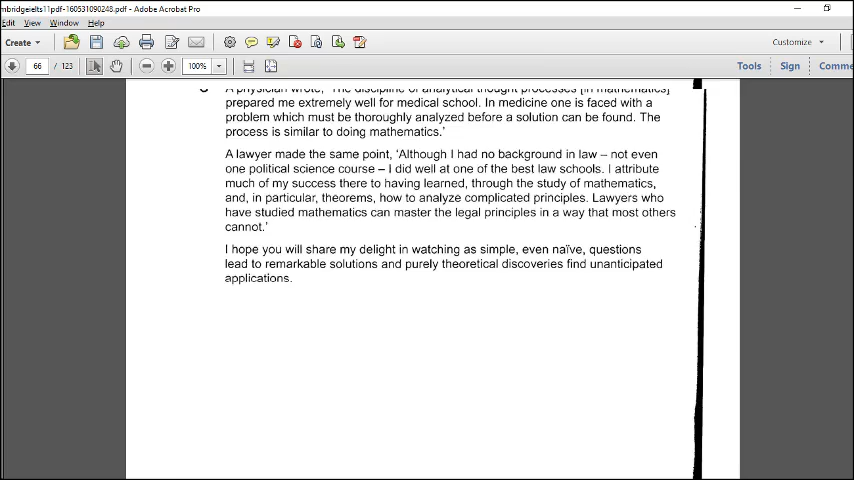 mbridgeielts11pdf-160531090248.pdf - Adobe Acrobat Pro
Edit View Window Help
Create Customize
66 / 123 100% Tools Sign Comme
A physician wrote, 'The discipline of analytical thought processes [in mathematics]
prepared me extremely well for medical school. In medicine one is faced with a
problem which must be thoroughly analyzed before a solution can be found. The
process is similar to doing mathematics.'
A lawyer made the same point, 'Although I had no background in law – not even
one political science course – I did well at one of the best law schools. I attribute
much of my success there to having learned, through the study of mathematics,
and, in particular, theorems, how to analyze complicated principles. Lawyers who
have studied mathematics can master the legal principles in a way that most others
cannot.'
I hope you will share my delight in watching as simple, even naïve, questions
lead to remarkable solutions and purely theoretical discoveries find unanticipated
applications.